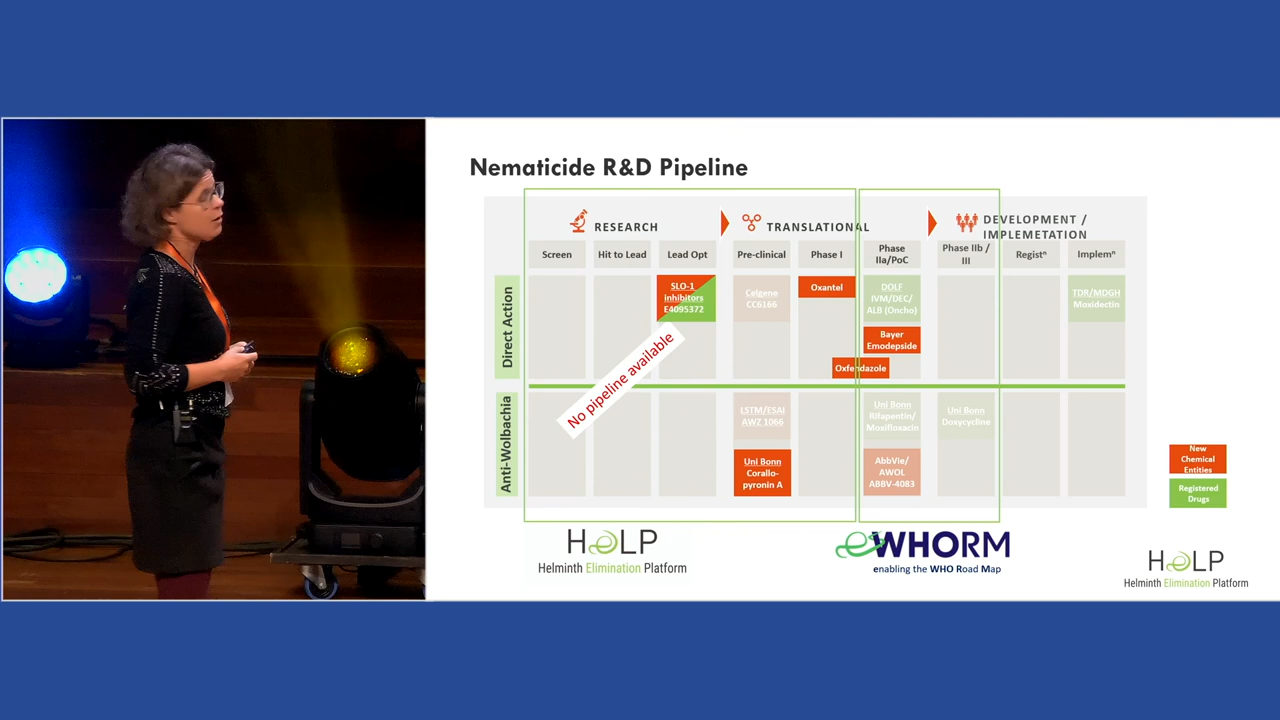 Nematicide R&D Pipeline
RESEARCH
TRANSLATIONAL
DEVELOPMENT /
IMPLEMETATION
Screen
Hit to Lead
Lead Opt
Pre-clinical
Phase I
Phase
IIa/PoC
Phase IIb /
III
Registⁿ
Implemⁿ
Direct Action
SLO-1
inhibitors
E4095372
Celgene
CC6166
Oxantel
DOLF
IVM/DEC/
ALB (Oncho)
Bayer
Emodepside
Oxfendazole
TDR/MDGH
Moxidectin
No pipeline available
Anti-Wolbachia
LSTM/ESAI
AWZ 1066
Uni Bonn
Corallo-
pyronin A
Uni Bonn
Rifapentin/
Moxifloxacin
AbbVie/
AWOL
ABBV-4083
Uni Bonn
Doxycycline
New
Chemical
Entities
Registered
Drugs
HeLP
Helminth Elimination Platform
eWHORM
enabling the WHO Road Map
HeLP
Helminth Elimination Platform